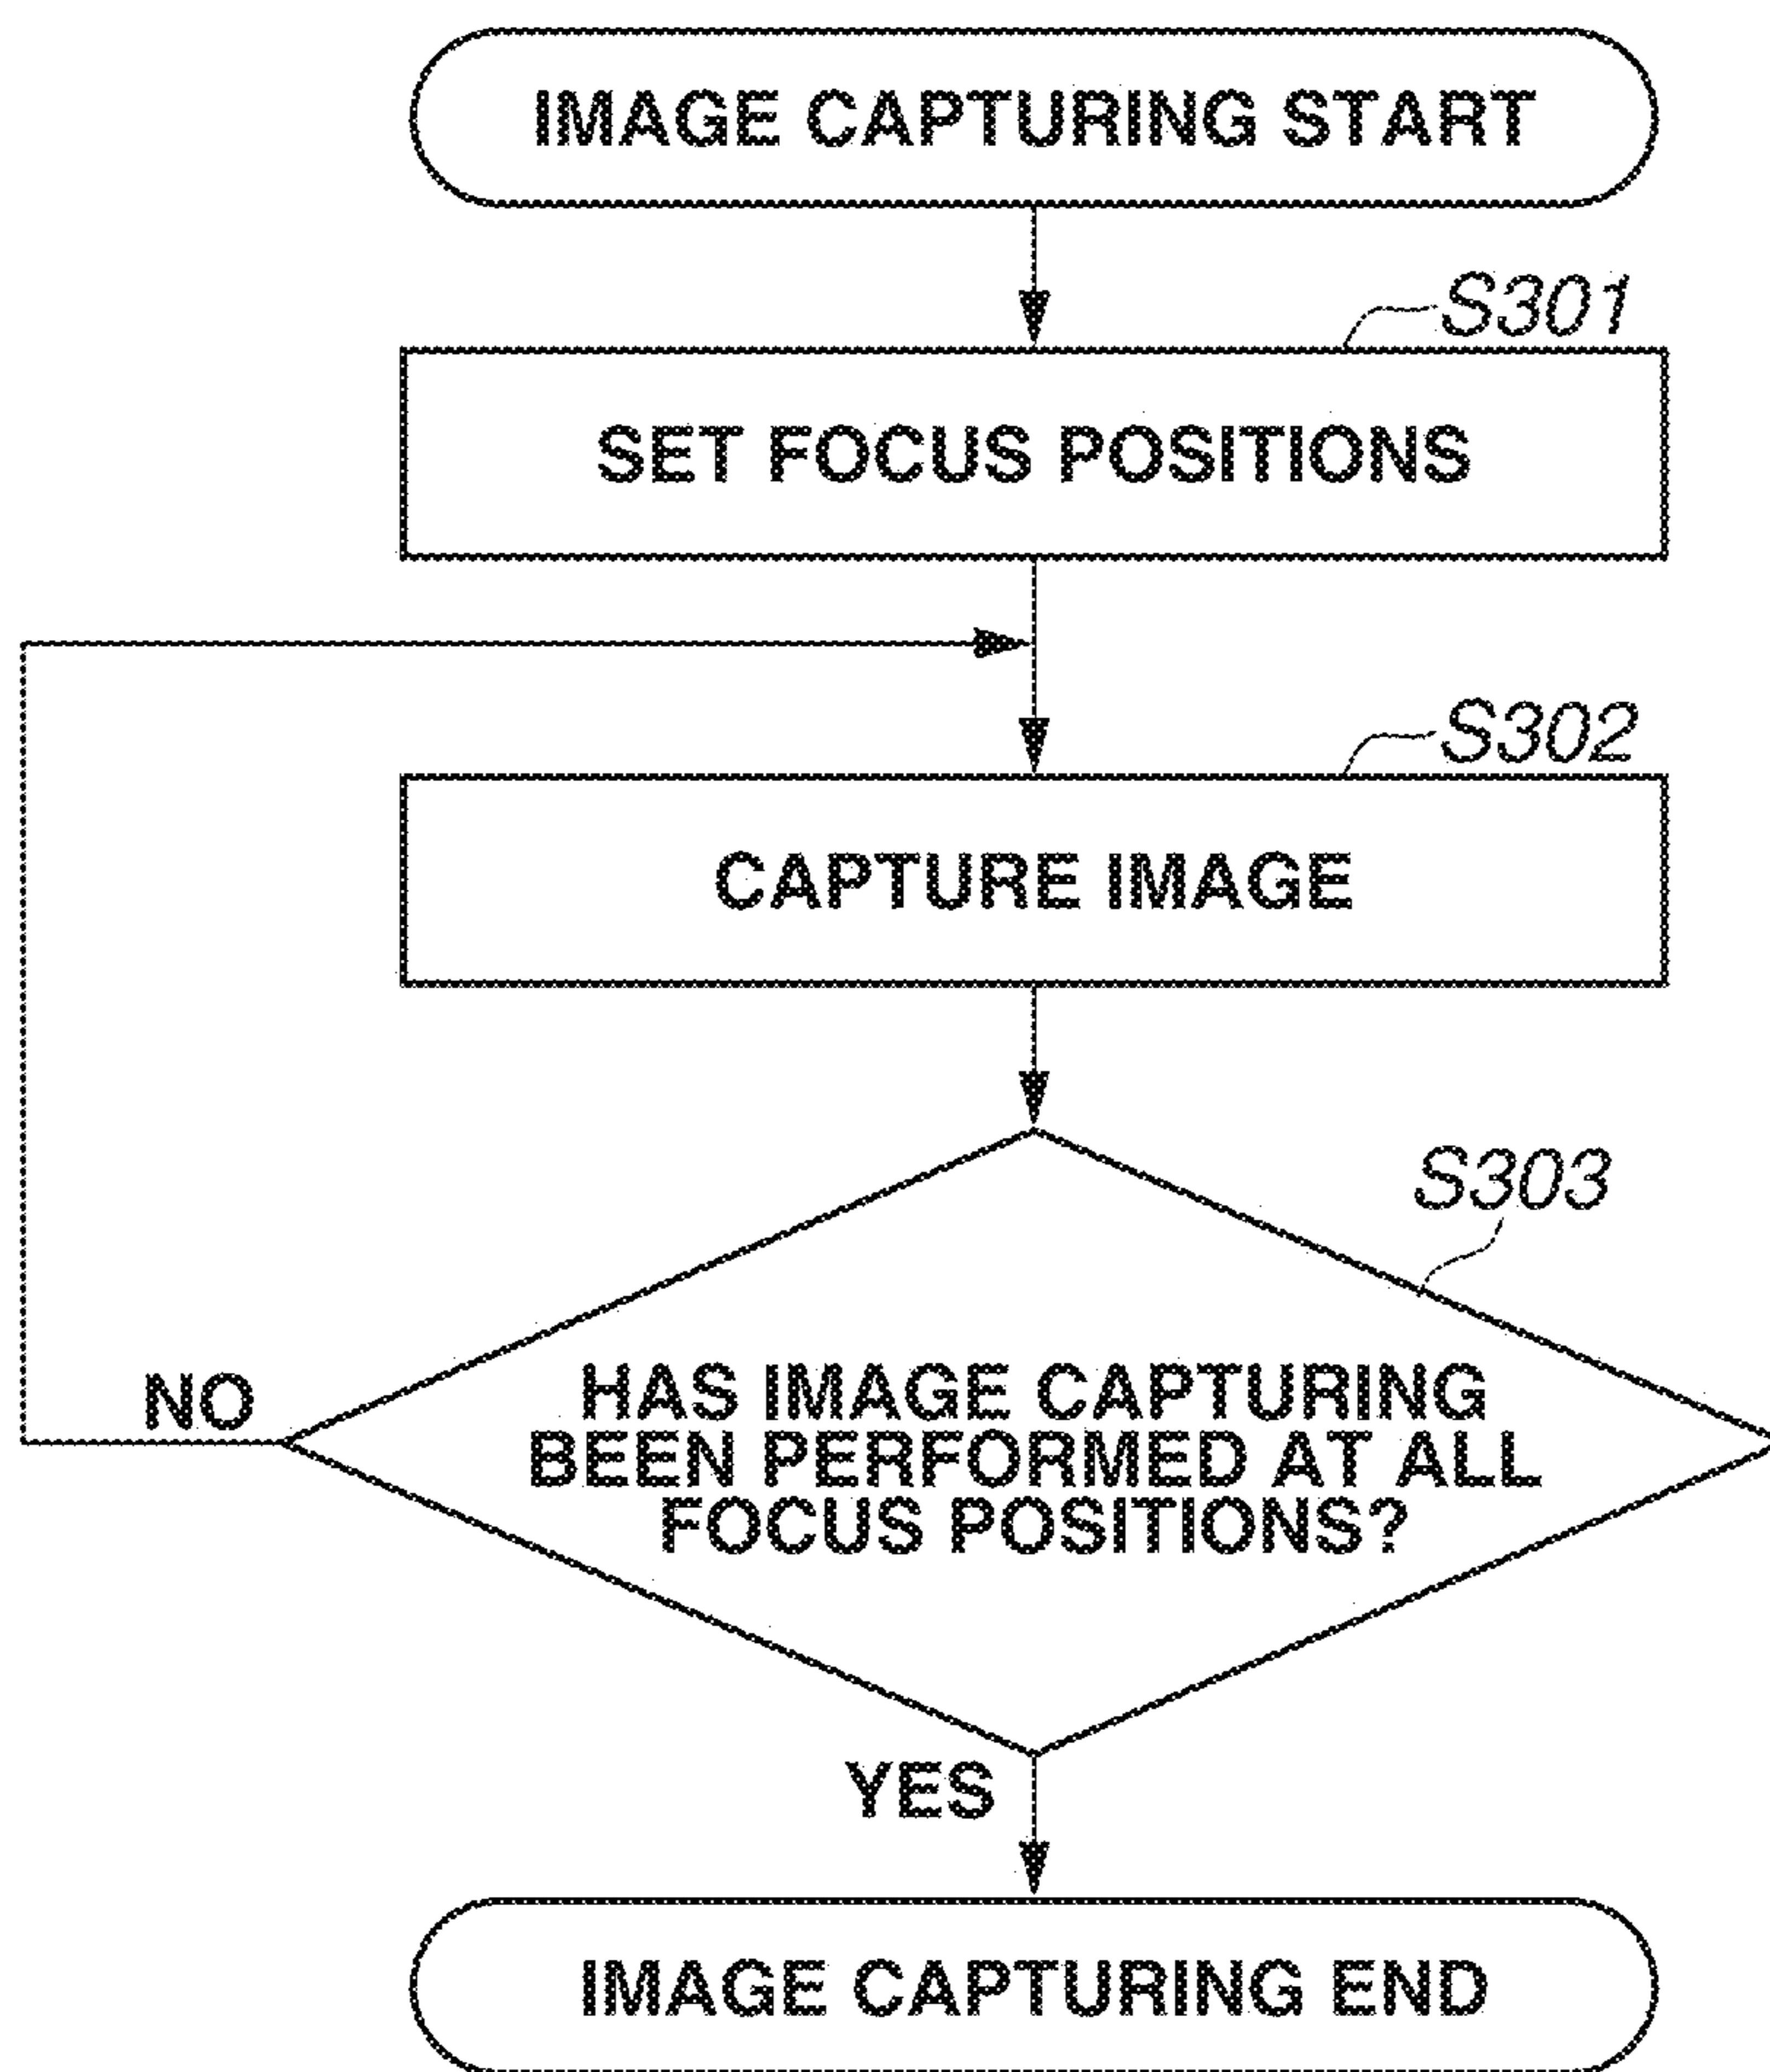 IMAGE CAPTURING START
S301
SET FOCUS POSITIONS
S302
CAPTURE IMAGE
S303
HAS IMAGE CAPTURING
BEEN PERFORMED AT ALL
FOCUS POSITIONS?
NO
YES
IMAGE CAPTURING END